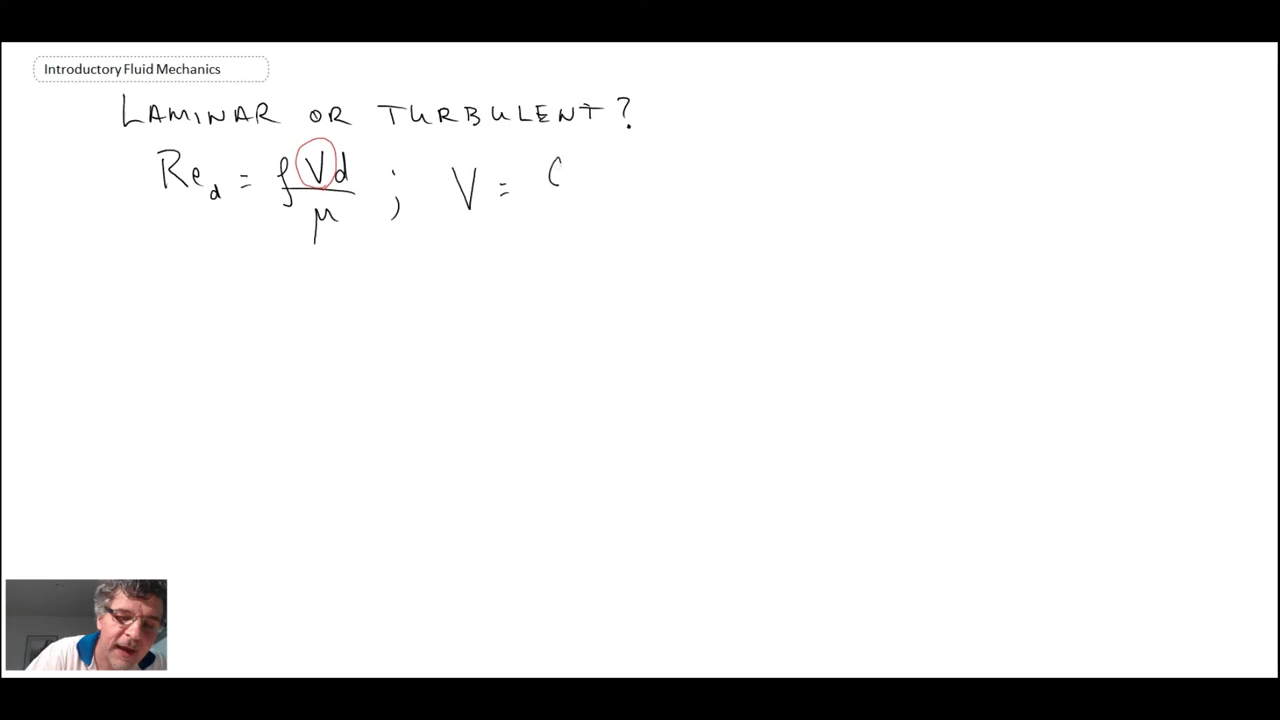 Introductory Fluid Mechanics
LAMINAR OR TURBULENT?
Re_d = ρVd/μ ; V =